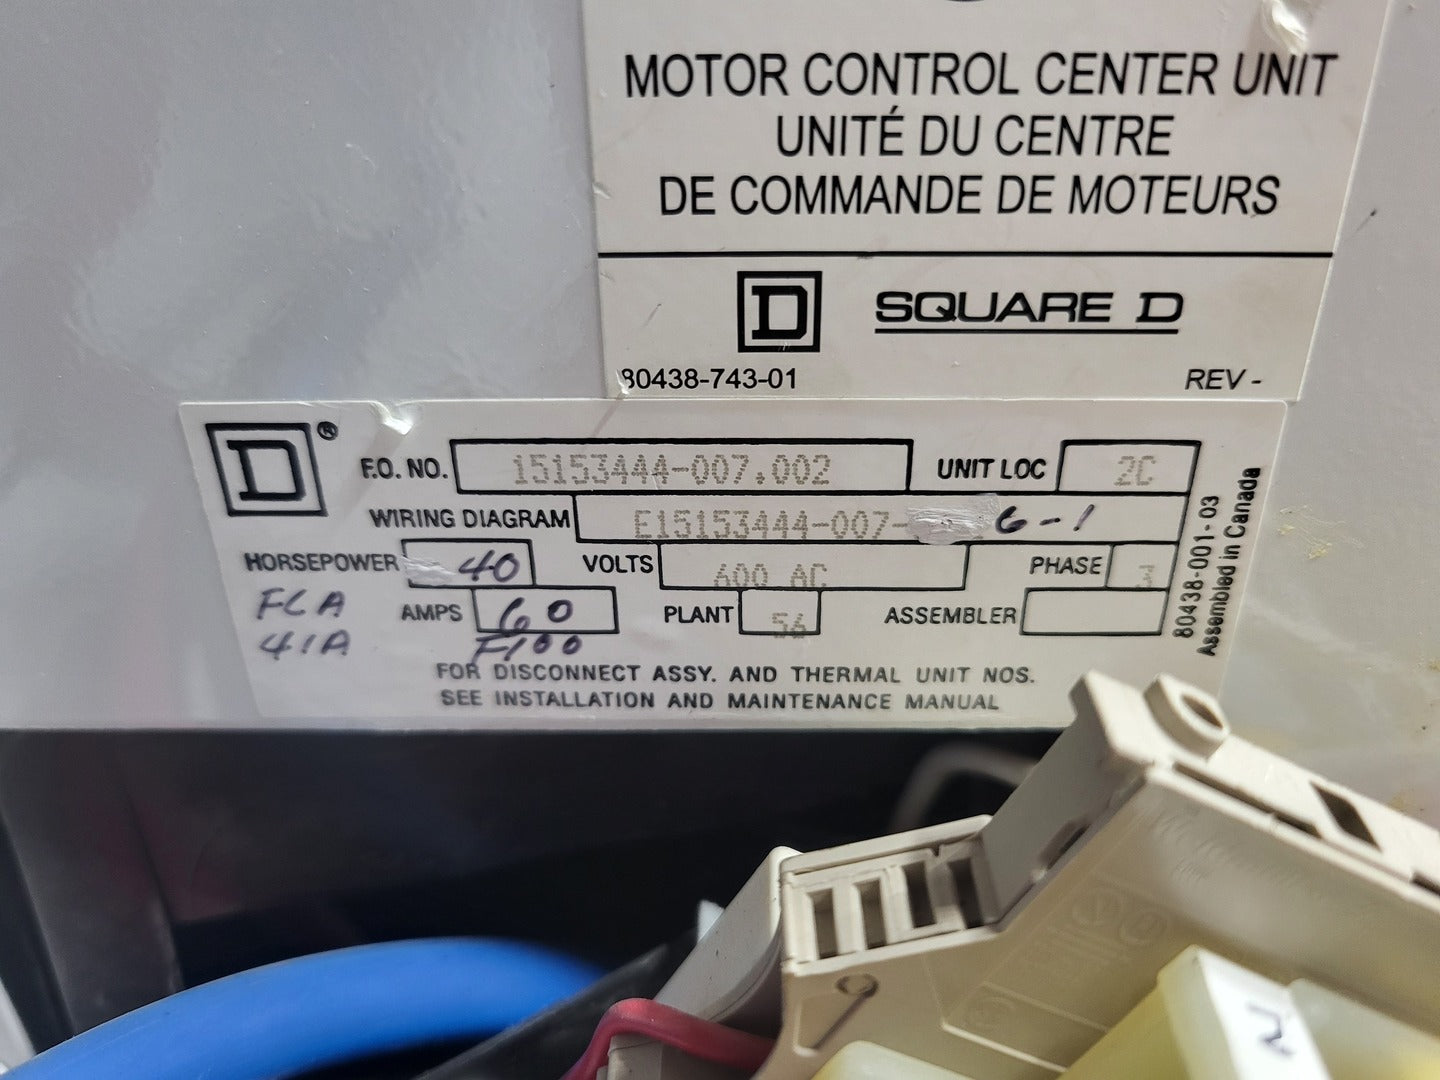 MOTOR CONTROL CENTER UNIT
UNITÉ DU CENTRE
DE COMMANDE DE MOTEURS
D SQUARE D
80438-743-01 REV -
D ® F.O. NO. 15153444-007.002 UNIT LOC 2C
WIRING DIAGRAM E15153444-007- 6-1
HORSEPOWER 40 VOLTS 600 AC PHASE 3
FLA AMPS 60 PLANT 56 ASSEMBLER
41A F100
FOR DISCONNECT ASSY. AND THERMAL UNIT NOS.
SEE INSTALLATION AND MAINTENANCE MANUAL
80438-001-03
Assembled in Canada